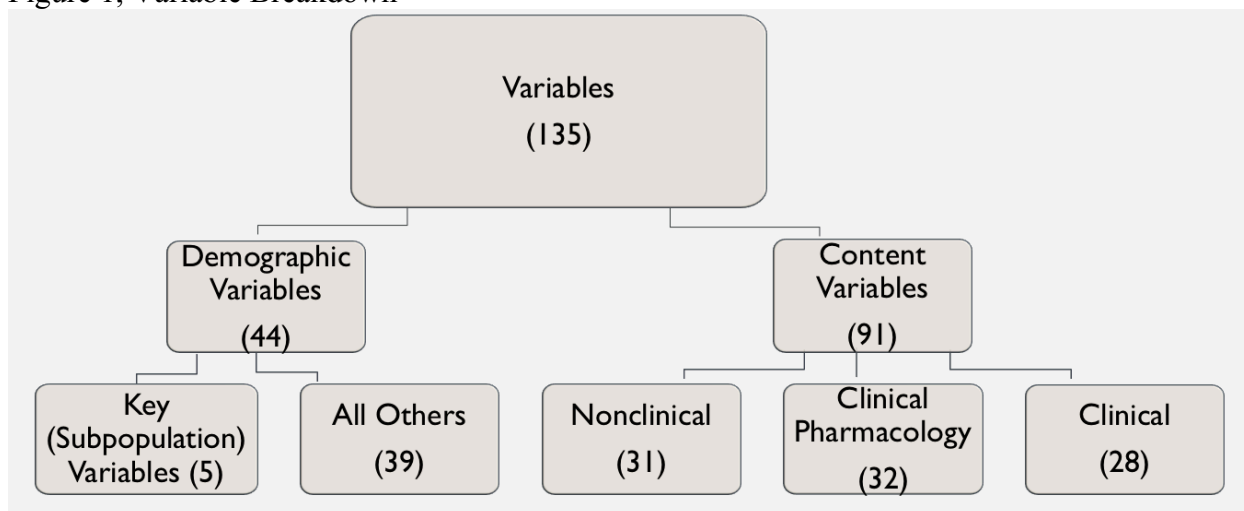 Figure 1, Variable Breakdown
Variables
(135)
Demographic
Variables
(44)
Content
Variables
(91)
Key
(Subpopulation)
Variables (5)
All Others
(39)
Nonclinical
(31)
Clinical
Pharmacology
(32)
Clinical
(28)